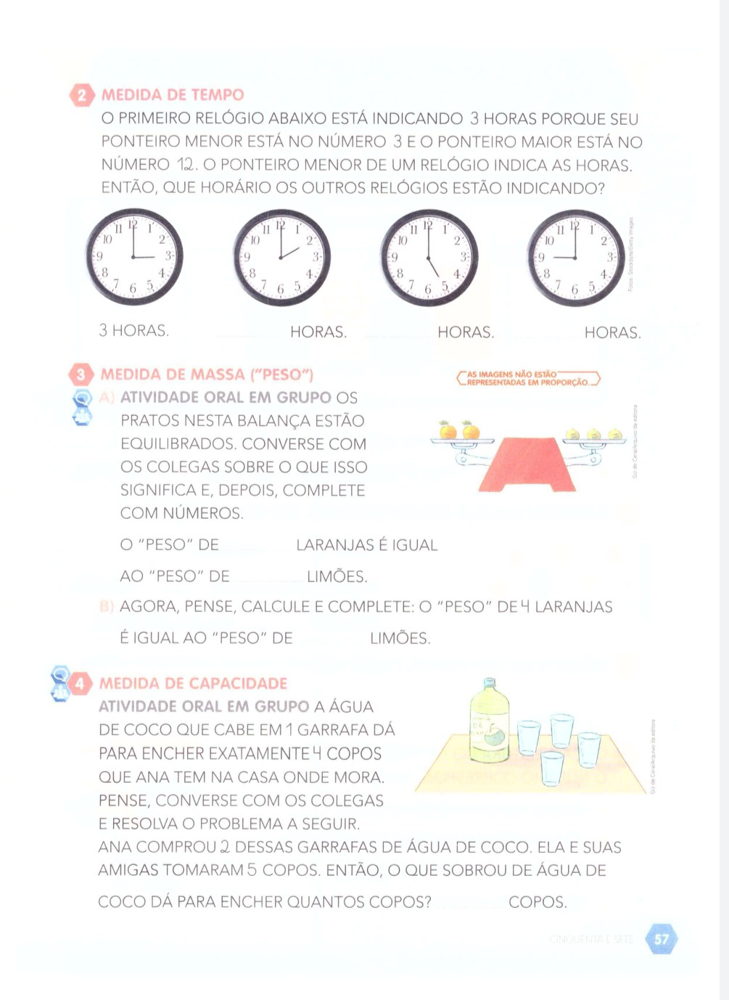 2 MEDIDA DE TEMPO
O PRIMEIRO RELÓGIO ABAIXO ESTÁ INDICANDO 3 HORAS PORQUE SEU
PONTEIRO MENOR ESTÁ NO NÚMERO 3 E O PONTEIRO MAIOR ESTÁ NO
NÚMERO 12. O PONTEIRO MENOR DE UM RELÓGIO INDICA AS HORAS.
ENTÃO, QUE HORÁRIO OS OUTROS RELÓGIOS ESTÃO INDICANDO?
12 1 2 3 4 5 6 7 8 9 10 11
12 1 2 3 4 5 6 7 8 9 10 11
12 1 2 3 4 5 6 7 8 9 10 11
12 1 2 3 4 5 6 7 8 9 10 11
Fotos: Stockbyte/Getty Images
3 HORAS. HORAS. HORAS. HORAS.
3 MEDIDA DE MASSA ("PESO")
AS IMAGENS NÃO ESTÃO
REPRESENTADAS EM PROPORÇÃO.
A) ATIVIDADE ORAL EM GRUPO OS
PRATOS NESTA BALANÇA ESTÃO
EQUILIBRADOS. CONVERSE COM
OS COLEGAS SOBRE O QUE ISSO
SIGNIFICA E, DEPOIS, COMPLETE
COM NÚMEROS.
Giz de Cera/Arquivo da editora
O "PESO" DE LARANJAS É IGUAL
AO "PESO" DE LIMÕES.
B) AGORA, PENSE, CALCULE E COMPLETE: O "PESO" DE 4 LARANJAS
É IGUAL AO "PESO" DE LIMÕES.
4 MEDIDA DE CAPACIDADE
ATIVIDADE ORAL EM GRUPO A ÁGUA
DE COCO QUE CABE EM 1 GARRAFA DÁ
PARA ENCHER EXATAMENTE 4 COPOS
QUE ANA TEM NA CASA ONDE MORA.
PENSE, CONVERSE COM OS COLEGAS
E RESOLVA O PROBLEMA A SEGUIR.
Giz de Cera/Arquivo da editora
ANA COMPROU 2 DESSAS GARRAFAS DE ÁGUA DE COCO. ELA E SUAS
AMIGAS TOMARAM 5 COPOS. ENTÃO, O QUE SOBROU DE ÁGUA DE
COCO DÁ PARA ENCHER QUANTOS COPOS? COPOS.
CINQUENTA E SETE 57